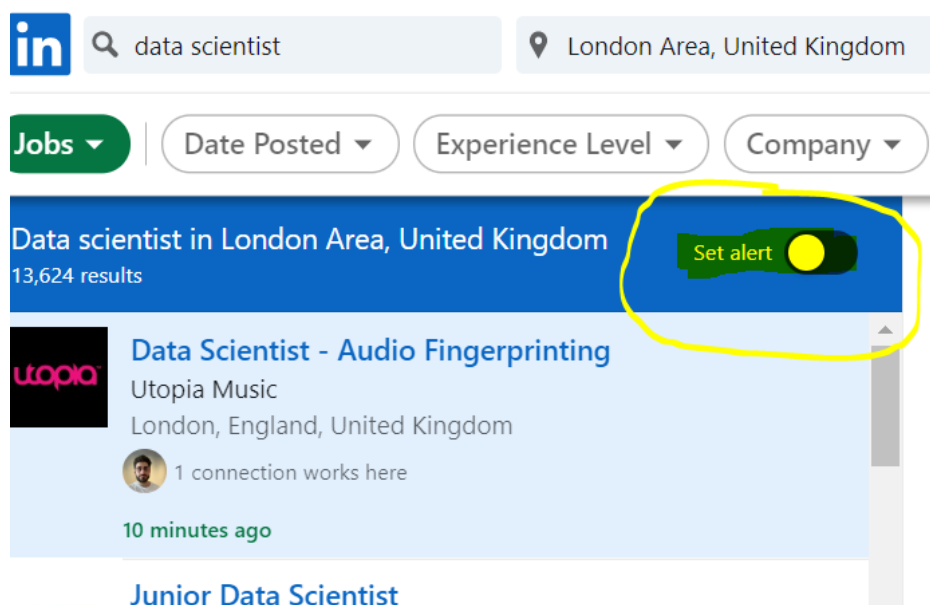 in
data scientist
London Area, United Kingdom
Jobs
Date Posted
Experience Level
Company
Data scientist in London Area, United Kingdom
13,624 results
Set alert
utopia
Data Scientist - Audio Fingerprinting
Utopia Music
London, England, United Kingdom
1 connection works here
10 minutes ago
Junior Data Scientist